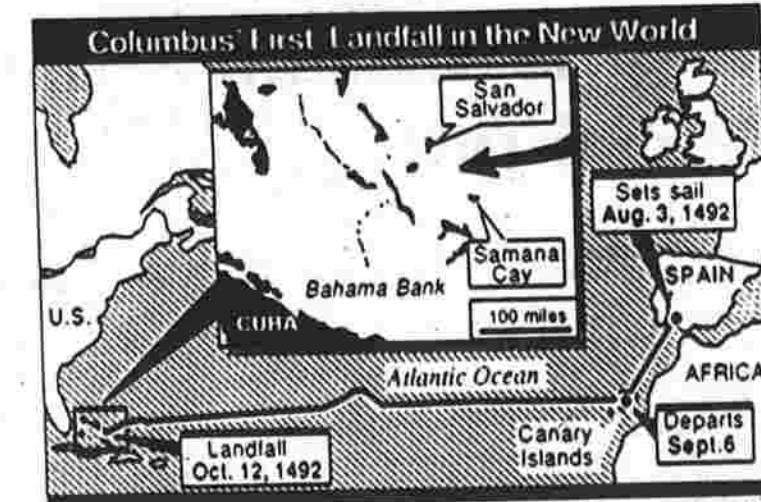 Columbus' First Landfall in the New World
San
Salvador
Sets sail
Aug. 3, 1492
Samana
Cay
Bahama Bank
SPAIN
U.S.
CUBA
100 miles
Atlantic Ocean
AFRICA
Landfall
Oct. 12, 1492
Canary
Islands
Departs
Sept.6